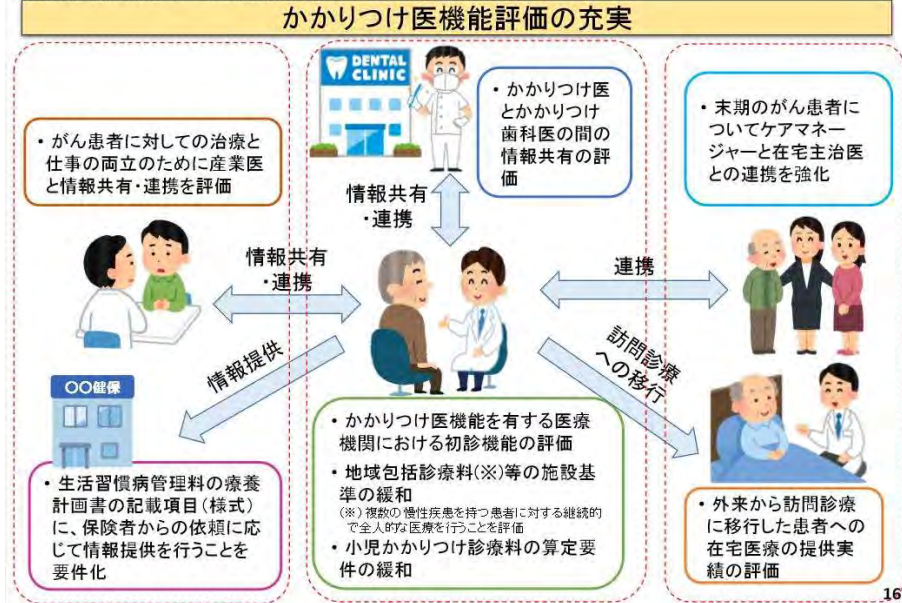 かかりつけ医機能評価の充実
DENTAL
CLINIC
・がん患者に対しての治療と
仕事の両立のために産業医
と情報共有・連携を評価
・かかりつけ医
とかかりつけ
歯科医の間の
情報共有の評
価
・末期のがん患者に
ついてケアマネー
ジャーと在宅主治医
との連携を強化
情報共有
・連携
情報共有
・連携
連携
情報提供
訪問診療
への移行
〇〇健保
・生活習慣病管理料の療養
計画書の記載項目(様式)
に、保険者からの依頼に応
じて情報提供を行うことを
要件化
・かかりつけ医機能を有する医療
機関における初診機能の評価
・地域包括診療料(※)等の施設基
準の緩和
(※)複数の慢性疾患を持つ患者に対する継続的
で全人的な医療を行うことを評価
・小児かかりつけ診療料の算定要
件の緩和
・外来から訪問診療
に移行した患者への
在宅医療の提供実
績の評価
16